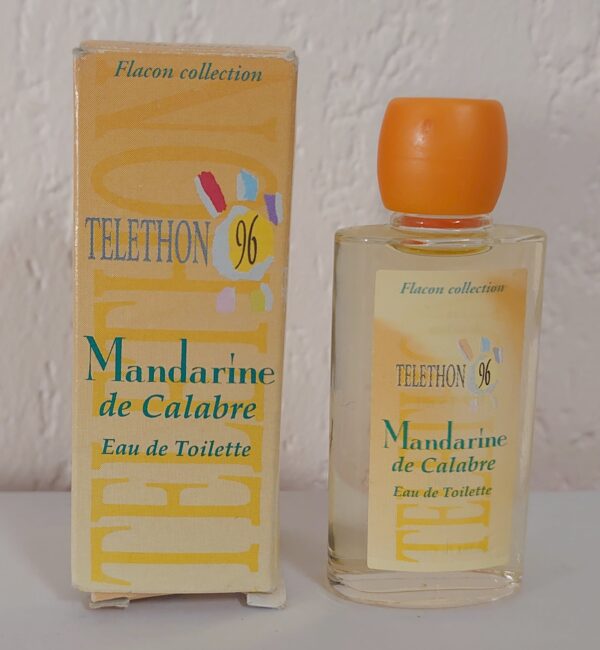 Flacon collection
TELETHON 96
Mandarine
de Calabre
Eau de Toilette
TELETHON
Flacon collection
TELETHON 96
Mandarine
de Calabre
Eau de Toilette